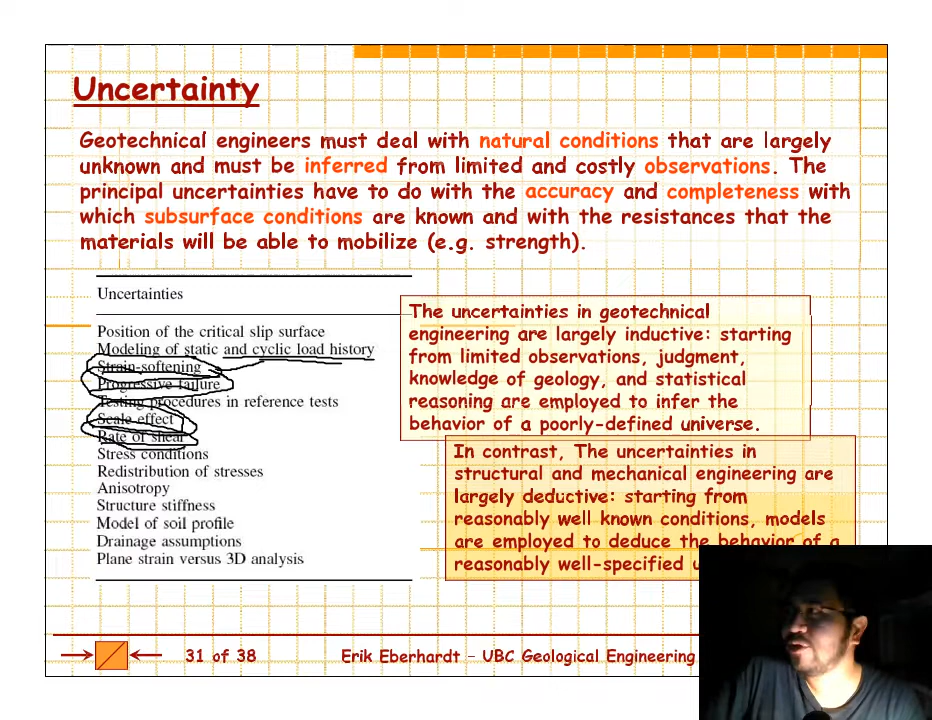 Uncertainty
Geotechnical engineers must deal with natural conditions that are largely
unknown and must be inferred from limited and costly observations. The
principal uncertainties have to do with the accuracy and completeness with
which subsurface conditions are known and with the resistances that the
materials will be able to mobilize (e.g. strength).
Uncertainties
Position of the critical slip surface
Modeling of static and cyclic load history
Strain-softening
Progressive failure
Testing procedures in reference tests
Scale effect
Rate of shear
Stress conditions
Redistribution of stresses
Anisotropy
Structure stiffness
Model of soil profile
Drainage assumptions
Plane strain versus 3D analysis
The uncertainties in geotechnical
engineering are largely inductive: starting
from limited observations, judgment,
knowledge of geology, and statistical
reasoning are employed to infer the
behavior of a poorly-defined universe.
In contrast, The uncertainties in
structural and mechanical engineering are
largely deductive: starting from
reasonably well known conditions, models
are employed to deduce the behavior of a
reasonably well-specified
31 of 38
Erik Eberhardt – UBC Geological Engineering